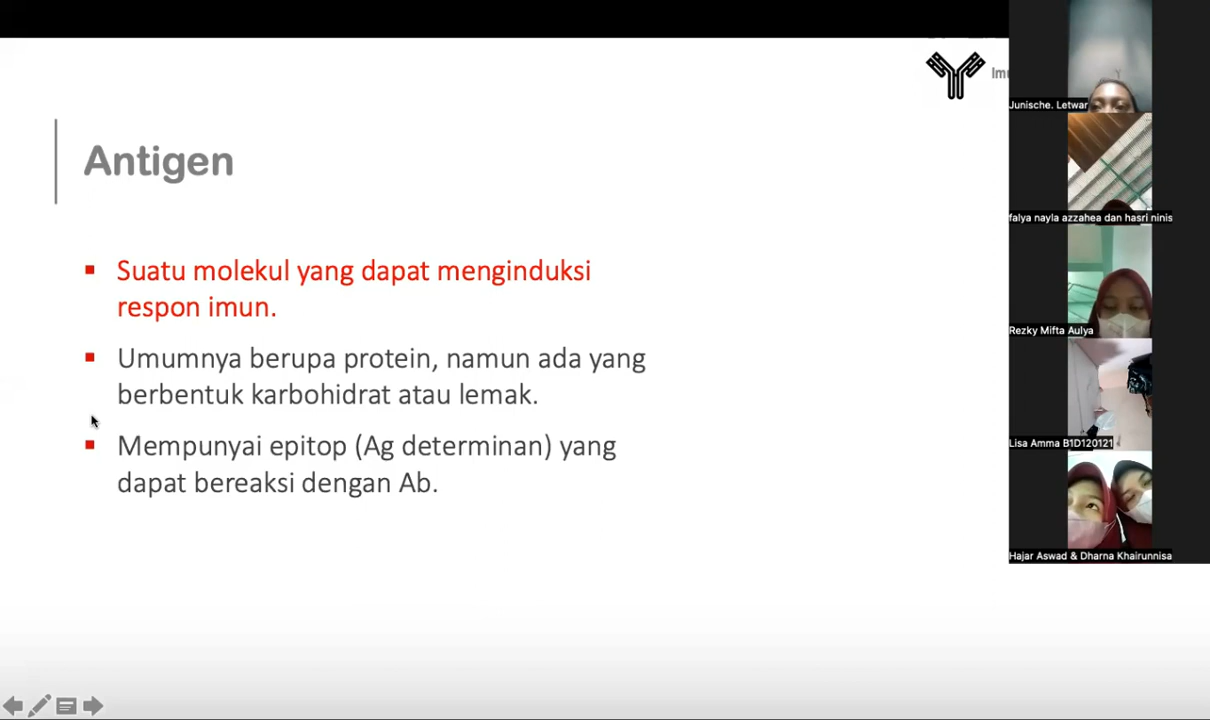 Antigen
Suatu molekul yang dapat menginduksi
respon imun.
Umumnya berupa protein, namun ada yang
berbentuk karbohidrat atau lemak.
Mempunyai epitop (Ag determinan) yang
dapat bereaksi dengan Ab.
Junische. Letwar
falya nayla azzahea dan hasri ninis
Rezky Mifta Aulya
Lisa Amma B1D120121
Hajar Aswad & Dharna Khairunnisa